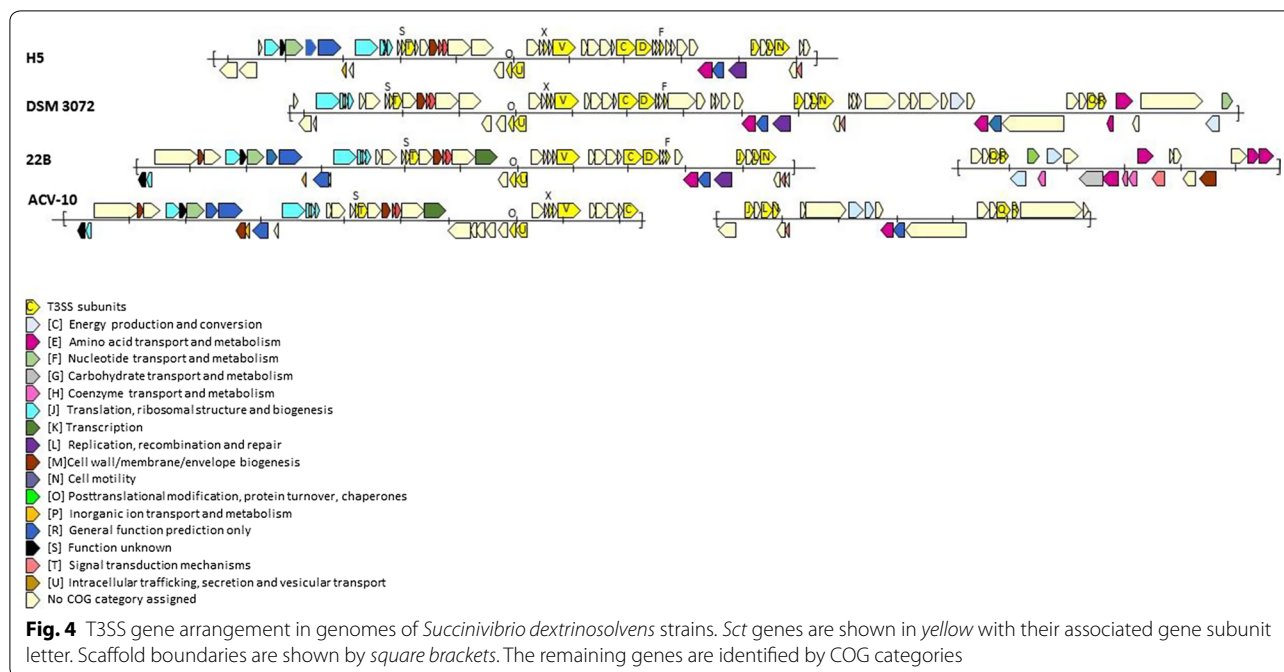 S X F
H5
S T O U V C D J L N
S X F
DSM 3072
O U V C D J N Q R
S X F
22B
S T O U V C D J L N Q R
S X
ACV-10
T O U V C J L N Q R
C T3SS subunits
[C] Energy production and conversion
[E] Amino acid transport and metabolism
[F] Nucleotide transport and metabolism
[G] Carbohydrate transport and metabolism
[H] Coenzyme transport and metabolism
[J] Translation, ribosomal structure and biogenesis
[K] Transcription
[L] Replication, recombination and repair
[M]Cell wall/membrane/envelope biogenesis
[N] Cell motility
[O] Posttranslational modification, protein turnover, chaperones
[P] Inorganic ion transport and metabolism
[R] General function prediction only
[S] Function unknown
[T] Signal transduction mechanisms
[U] Intracellular trafficking, secretion and vesicular transport
No COG category assigned
Fig. 4 T3SS gene arrangement in genomes of Succinivibrio dextrinosolvens strains. Sct genes are shown in yellow with their associated gene subunit
letter. Scaffold boundaries are shown by square brackets. The remaining genes are identified by COG categories